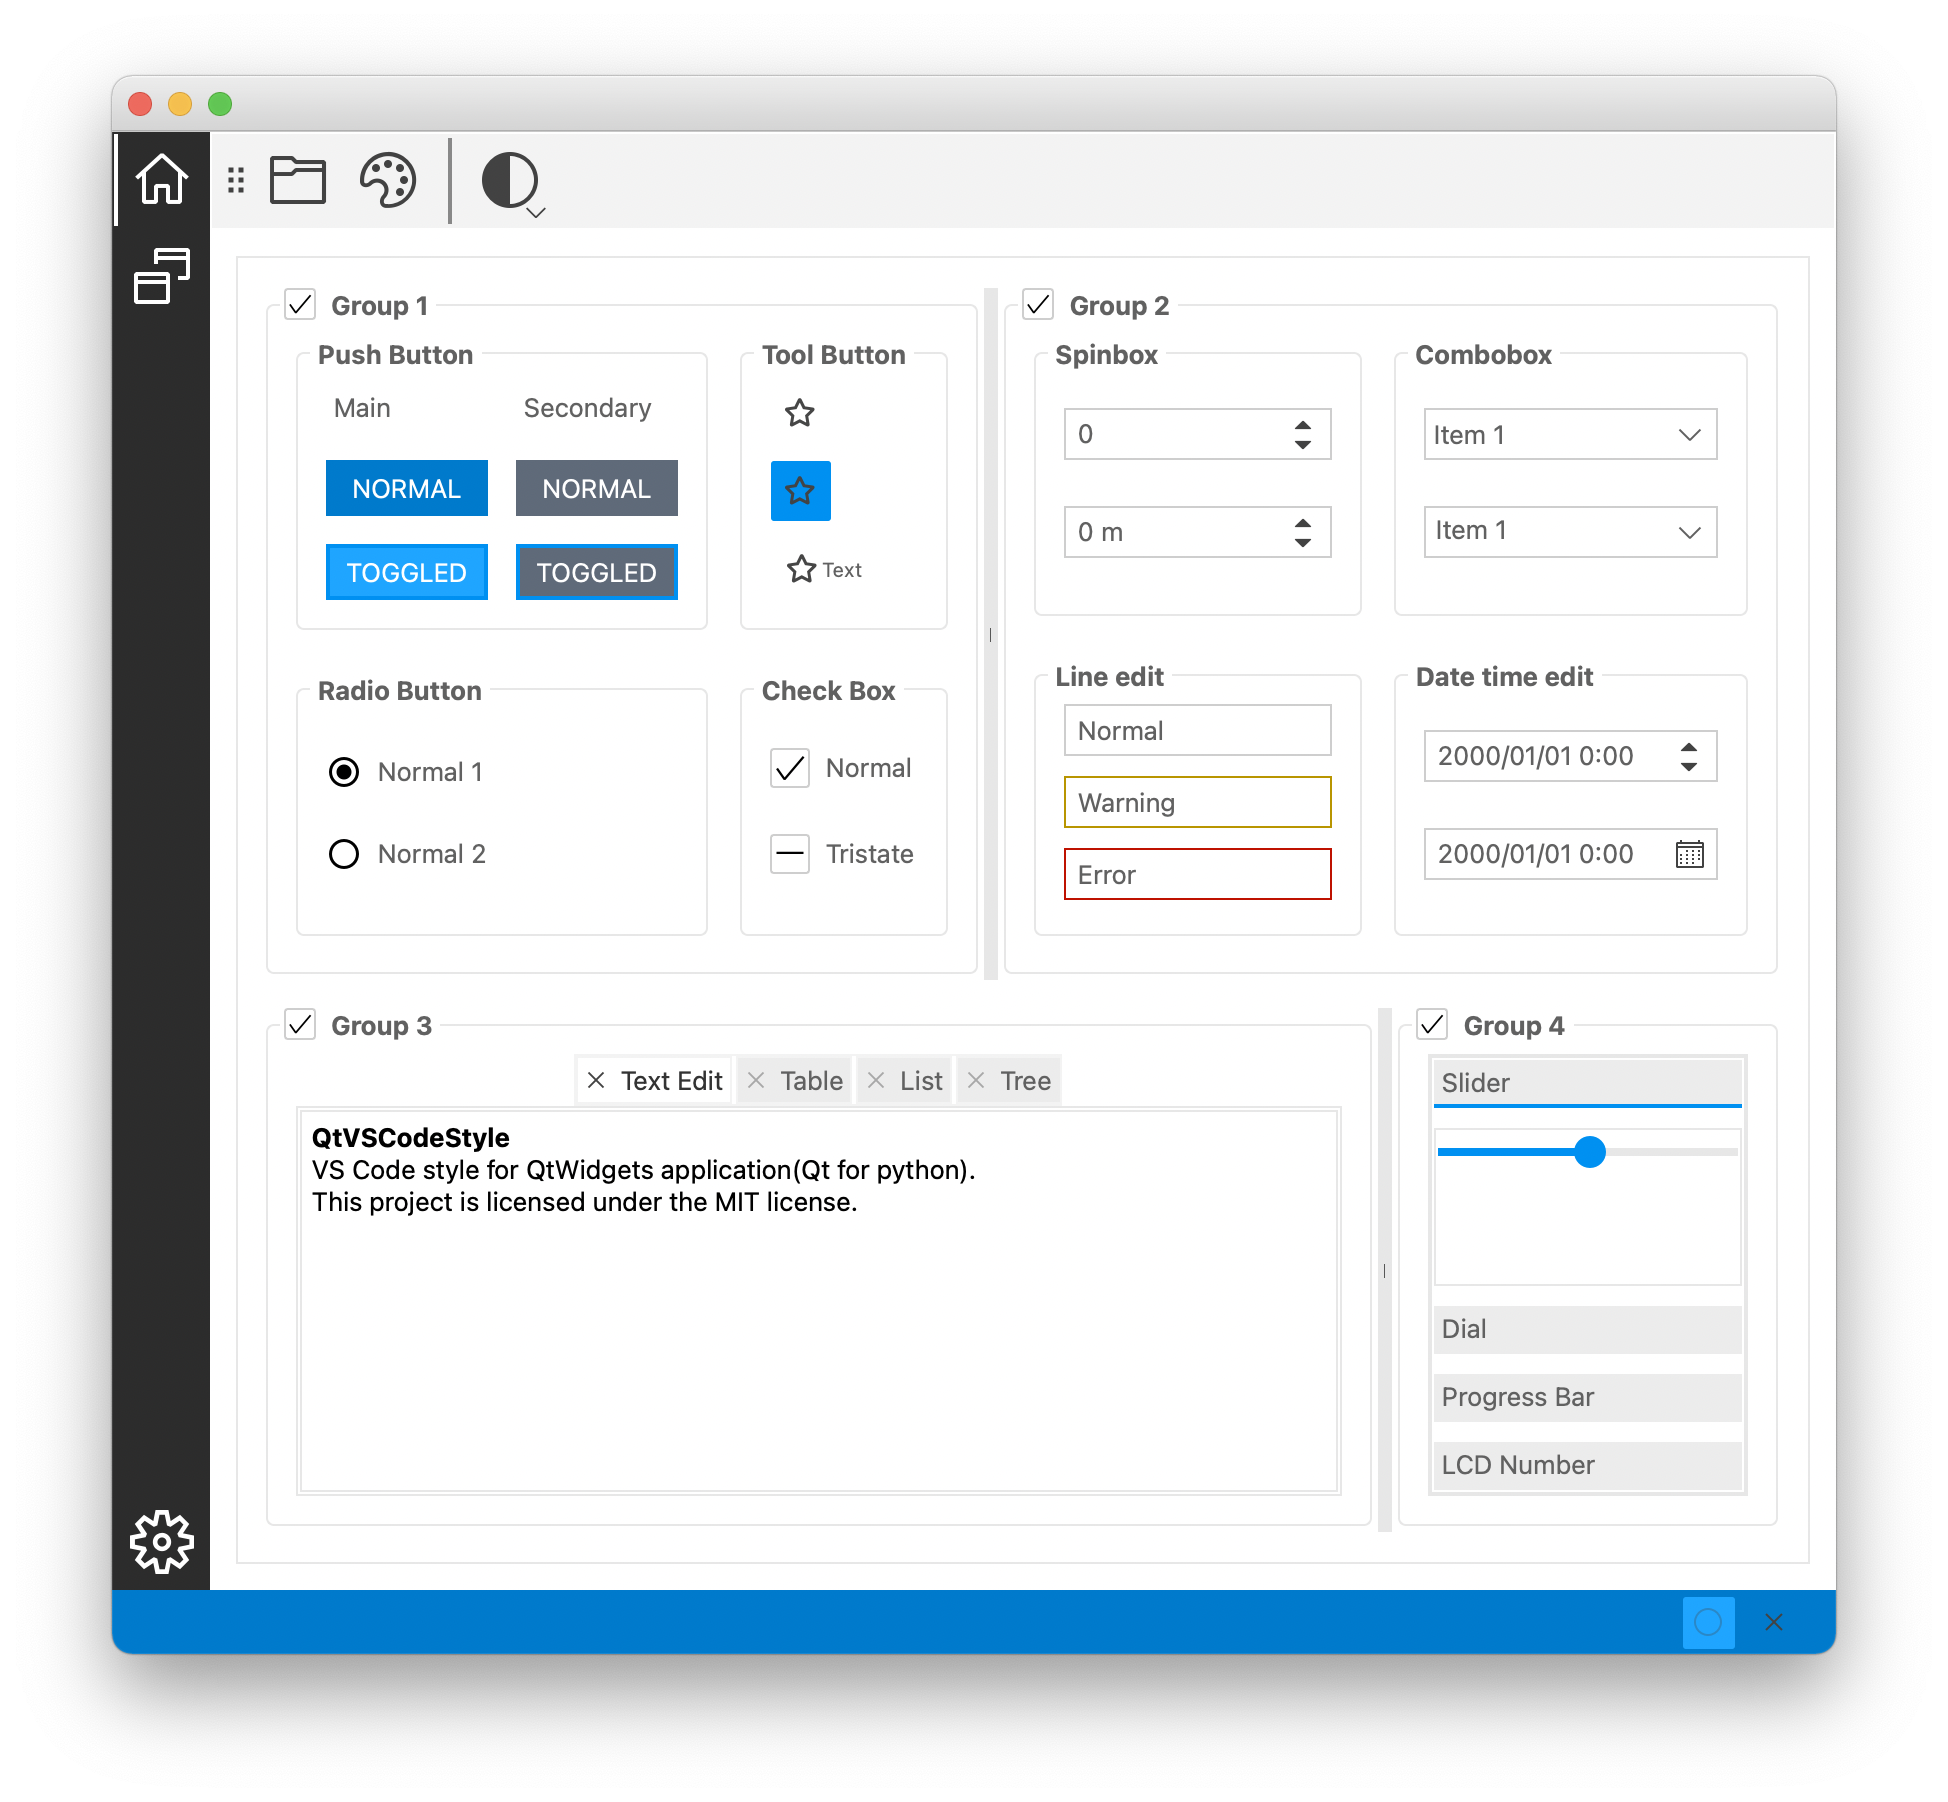 Group 1
Push Button
Main
Secondary
NORMAL
NORMAL
TOGGLED
TOGGLED
Tool Button
Text
Radio Button
Normal 1
Normal 2
Check Box
Normal
Tristate
Group 2
Spinbox
0
0 m
Combobox
Item 1
Item 1
Line edit
Normal
Warning
Error
Date time edit
2000/01/01 0:00
2000/01/01 0:00
Group 3
Text Edit
Table
List
Tree
QtVSCodeStyle
VS Code style for QtWidgets application(Qt for python).
This project is licensed under the MIT license.
Group 4
Slider
Dial
Progress Bar
LCD Number